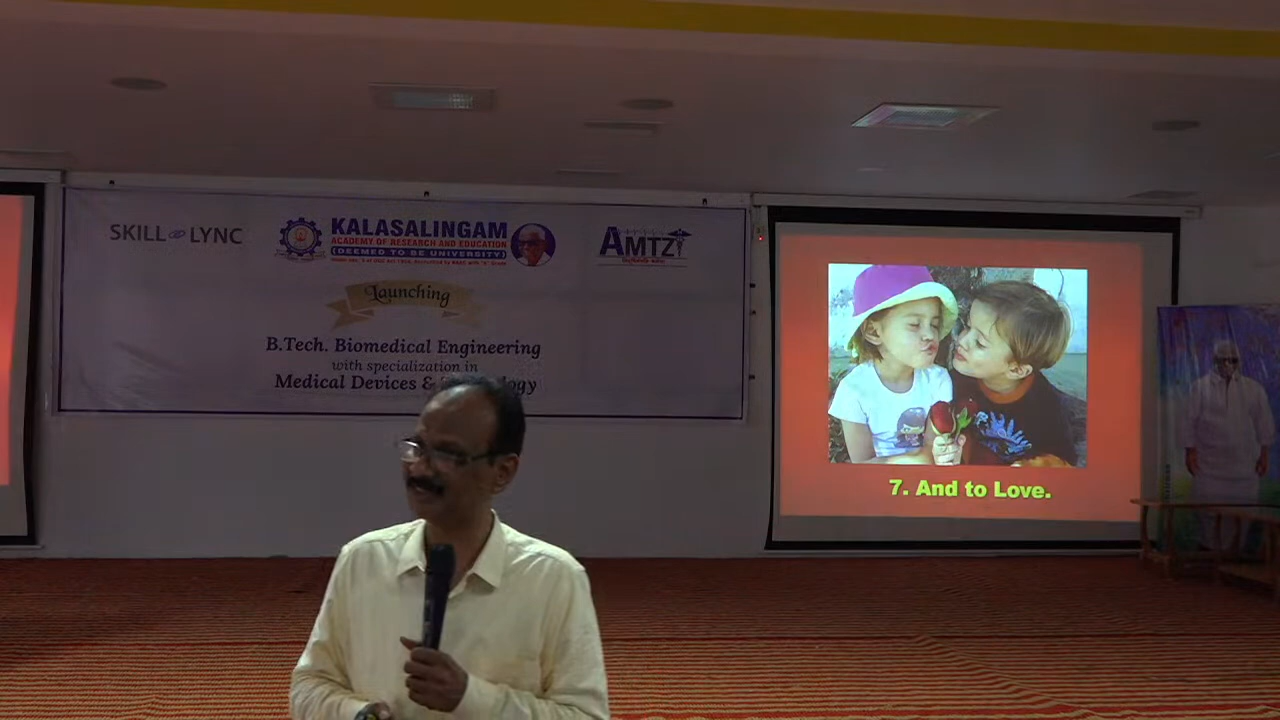 SKILL LYNC
KALASALINGAM
ACADEMY OF RESEARCH AND EDUCATION
(DEEMED TO BE UNIVERSITY)
AMTZ
Launching
B.Tech. Biomedical Engineering
with specialization in
Medical Devices &
7. And to Love.